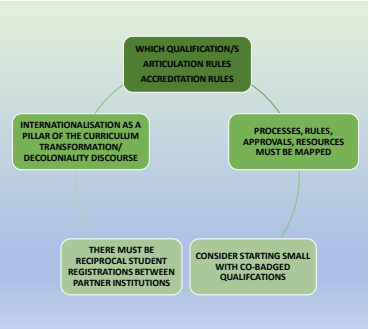 WHICH QUALIFICATION/S
ARTICULATION RULES
ACCREDITATION RULES
PROCESSES, RULES,
APPROVALS, RESOURCES
MUST BE MAPPED
CONSIDER STARTING SMALL
WITH CO-BADGED
QUALIFCATIONS
THERE MUST BE
RECIPROCAL STUDENT
REGISTRATIONS BETWEEN
PARTNER INSTITUTIONS
INTERNATIONALISATION AS A
PILLAR OF THE CURRICULUM
TRANSFORMATION/
DECOLONIALITY DISCOURSE